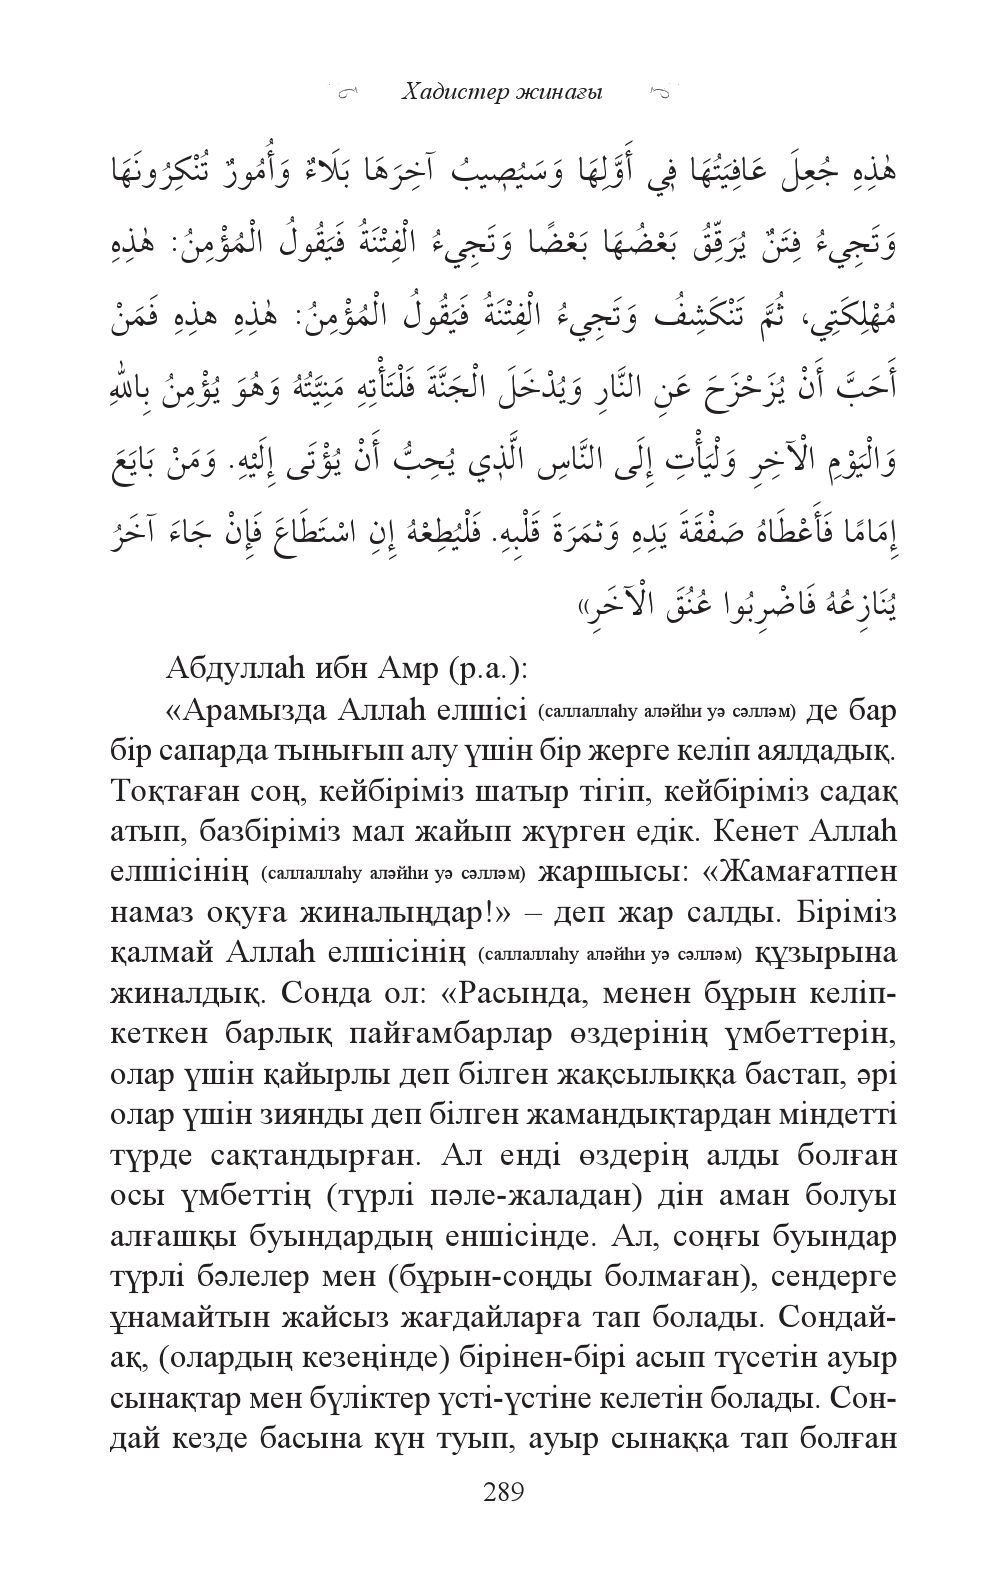 Хадистер жинағы
هٰذِهِ جُعِلَ عَافِيَتُهَا فِي أَوَّلِهَا وَسَيُصِيبُ آخِرَهَا بَلَاءٌ وَأُمُورٌ تُنْكِرُونَهَا
وَتَجِيءُ فِتَنٌ يُرَقِّقُ بَعْضُهَا بَعْضًا وَتَجِيءُ الْفِتْنَةُ فَيَقُولُ الْمُؤْمِنُ: هٰذِهِ
مُهْلِكَتِي، ثُمَّ تَنْكَشِفُ وَتَجِيءُ الْفِتْنَةُ فَيَقُولُ الْمُؤْمِنُ: هٰذِهِ هذِهِ فَمَنْ
أَحَبَّ أَنْ يُزَحْزَحَ عَنِ النَّارِ وَيُدْخَلَ الْجَنَّةَ فَلْتَأْتِهِ مَنِيَّتُهُ وَهُوَ يُؤْمِنُ بِاللهِ
وَالْيَوْمِ الْآخِرِ وَلْيَأْتِ إِلَى النَّاسِ الَّذِي يُحِبُّ أَنْ يُؤْتَى إِلَيْهِ. وَمَنْ بَايَعَ
إِمَامًا فَأَعْطَاهُ صَفْقَةَ يَدِهِ وَثمَرَةَ قَلْبِهِ. فَلْيُطِعْهُ إِنِ اسْتَطَاعَ فَإِنْ جَاءَ آخَرُ
يُنَازِعُهُ فَاضْرِبُوا عُنُقَ الْآخَرِ»
Абдуллаһ ибн Амр (р.а.):
«Арамызда Аллаһ елшісі (саллаллаһу аләйһи уә сәлләм) де бар
бір сапарда тынығып алу үшін бір жерге келіп аялдадық.
Тоқтаған соң, кейбіріміз шатыр тігіп, кейбіріміз садақ
атып, базбіріміз мал жайып жүрген едік. Кенет Аллаһ
елшісінің (саллаллаһу аләйһи уә сәлләм) жаршысы: «Жамағатпен
намаз оқуға жиналыңдар!» – деп жар салды. Біріміз
қалмай Аллаһ елшісінің (саллаллаһу аләйһи уә сәлләм) құзырына
жиналдық. Сонда ол: «Расында, менен бұрын келіп-
кеткен барлық пайғамбарлар өздерінің үмбеттерін,
олар үшін қайырлы деп білген жақсылыққа бастап, әрі
олар үшін зиянды деп білген жамандықтардан міндетті
түрде сақтандырған. Ал енді өздерің алды болған
осы үмбеттің (түрлі пәле-жаладан) дін аман болуы
алғашқы буындардың еншісінде. Ал, соңғы буындар
түрлі бәлелер мен (бұрын-соңды болмаған), сендерге
ұнамайтын жайсыз жағдайларға тап болады. Сондай-
ақ, (олардың кезеңінде) бірінен-бірі асып түсетін ауыр
сынақтар мен бүліктер үсті-үстіне келетін болады. Сон-
дай кезде басына күн туып, ауыр сынаққа тап болған
289